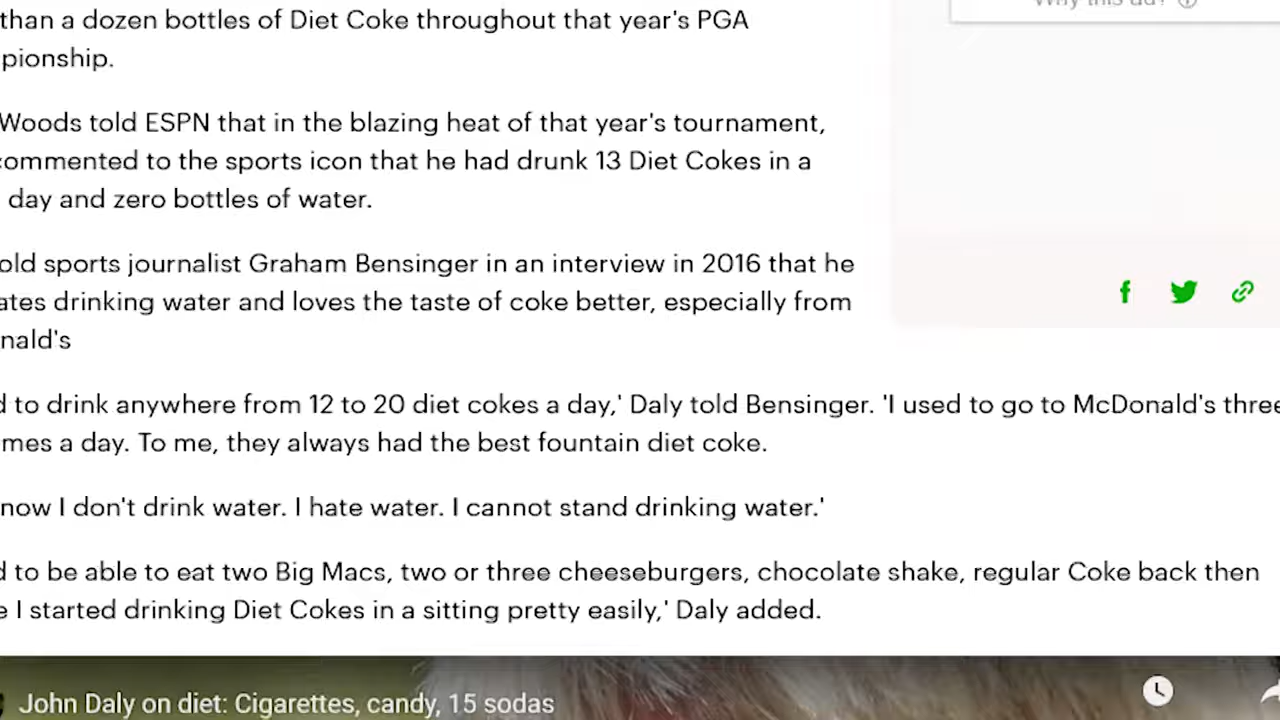 than a dozen bottles of Diet Coke throughout that year's PGA
pionship.
Woods told ESPN that in the blazing heat of that year's tournament,
commented to the sports icon that he had drunk 13 Diet Cokes in a
day and zero bottles of water.
old sports journalist Graham Bensinger in an interview in 2016 that he
ates drinking water and loves the taste of coke better, especially from
nald's
d to drink anywhere from 12 to 20 diet cokes a day,' Daly told Bensinger. 'I used to go to McDonald's three
mes a day. To me, they always had the best fountain diet coke.
now I don't drink water. I hate water. I cannot stand drinking water.'
d to be able to eat two Big Macs, two or three cheeseburgers, chocolate shake, regular Coke back then
e I started drinking Diet Cokes in a sitting pretty easily,' Daly added.
John Daly on diet: Cigarettes, candy, 15 sodas